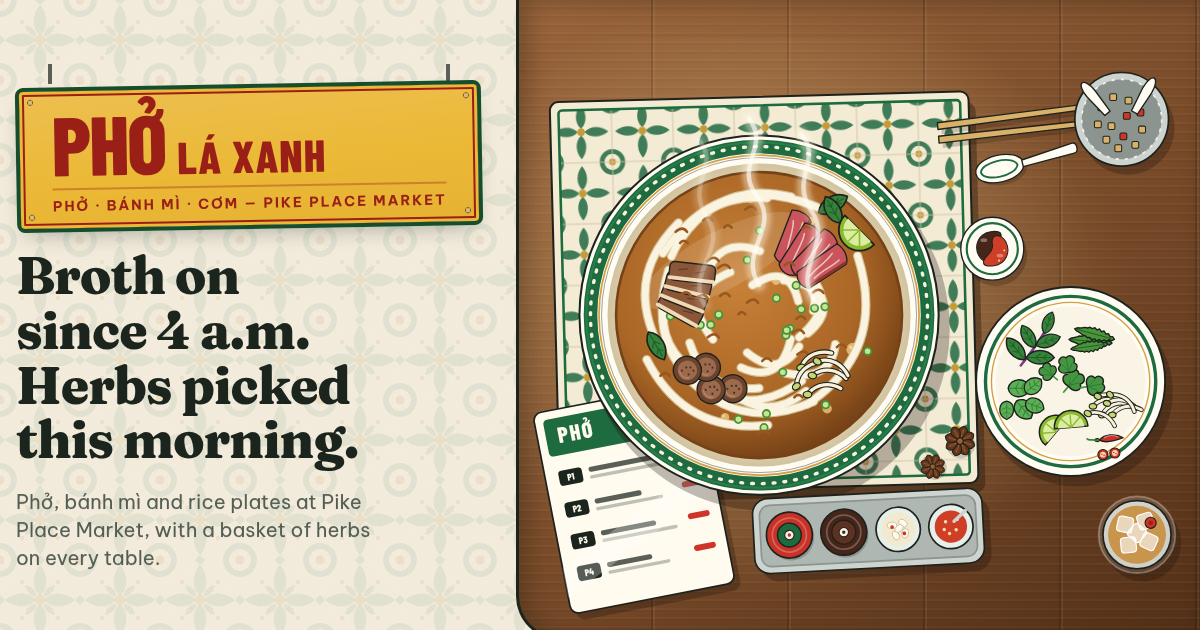 PHỞ LÁ XANH
PHỞ · BÁNH MÌ · CƠM — PIKE PLACE MARKET
Broth on
since 4 a.m.
Herbs picked
this morning.
Phở, bánh mì and rice plates at Pike
Place Market, with a basket of herbs
on every table.
PHỞ
P1
P2
P3
P4